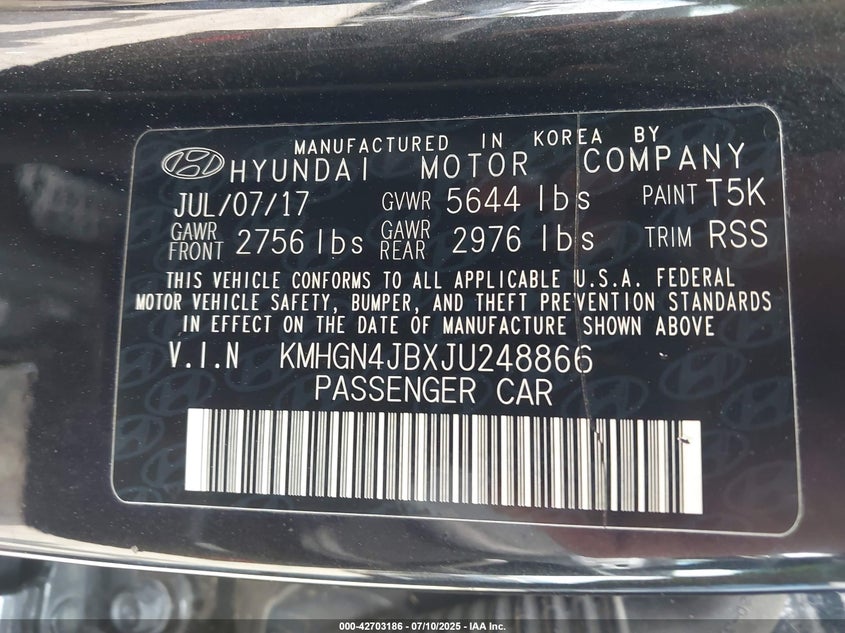 MANUFACTURED IN KOREA BY
HYUNDAI MOTOR COMPANY
JUL/07/17 GVWR 5644 lbs PAINT T5K
GAWR FRONT 2756 lbs GAWR REAR 2976 lbs TRIM RSS
THIS VEHICLE CONFORMS TO ALL APPLICABLE U.S.A. FEDERAL
MOTOR VEHICLE SAFETY, BUMPER, AND THEFT PREVENTION STANDARDS
IN EFFECT ON THE DATE OF MANUFACTURE SHOWN ABOVE
V.I.N KMHGN4JBXJU248866
PASSENGER CAR
000-42703186 - 07/10/2025 - IAA Inc.